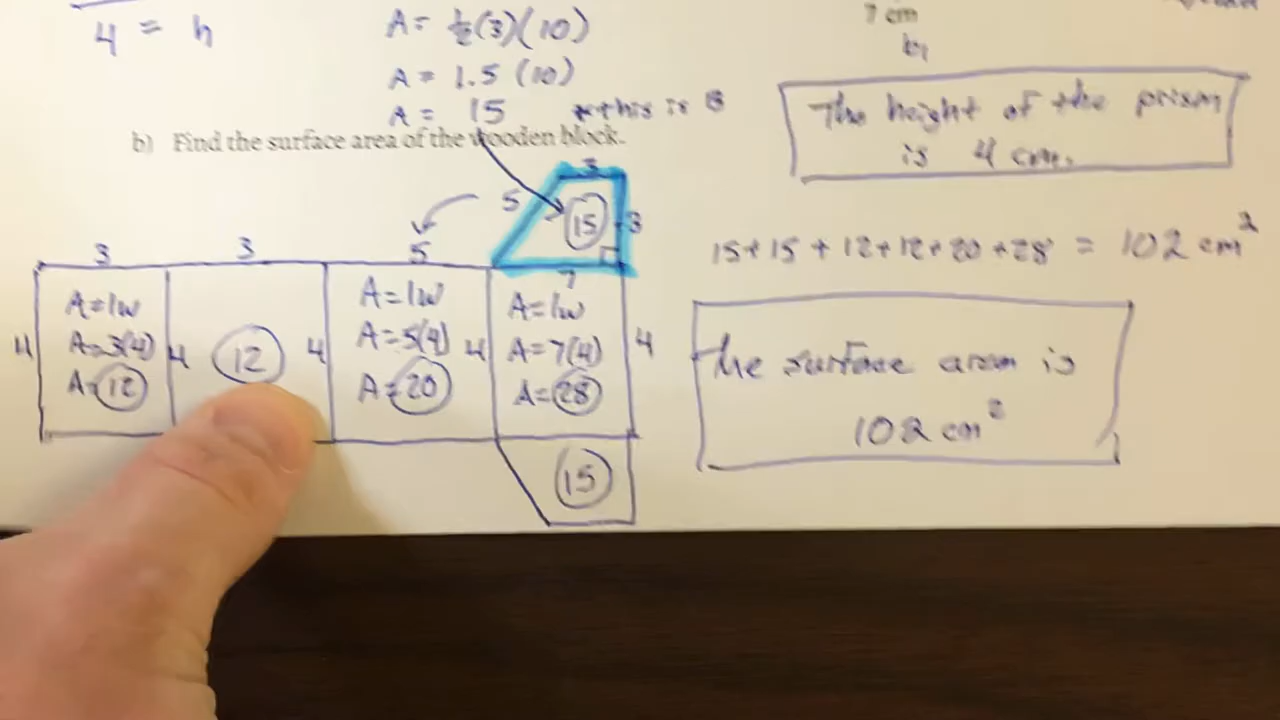 4 = h
A = ½(3)(10)
A = 1.5 (10)
A = 15 *this is B
7 cm
b₁
The height of the prism
is 4 cm.
b) Find the surface area of the wooden block.
3
5
15
3
3
3
5
7
4
A=lw
A=3(4)
A=12
4
12
4
A=lw
A=5(4)
A=20
4
A=lw
A=7(4)
A=28
4
15
15+15+12+12+20+28 = 102 cm²
The surface area is
102 cm²